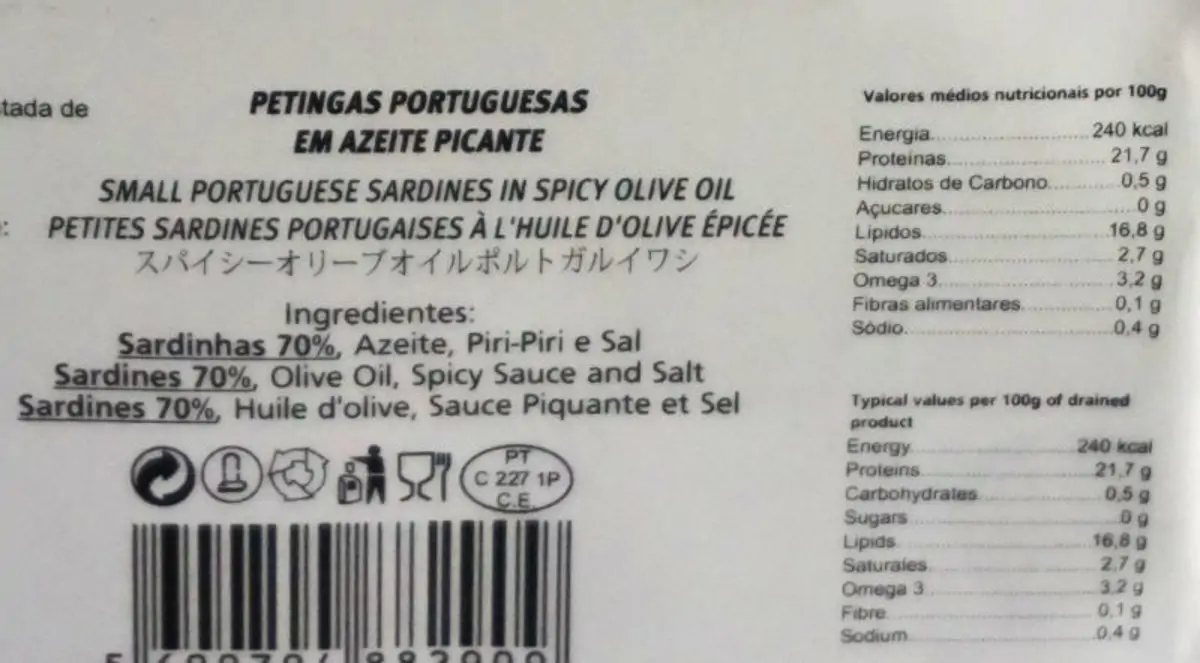 tada de
PETINGAS PORTUGUESAS
EM AZEITE PICANTE
SMALL PORTUGUESE SARDINES IN SPICY OLIVE OIL
PETITES SARDINES PORTUGAISES À L'HUILE D'OLIVE ÉPICÉE
スパイシーオリーブオイルポルトガルイワシ
Ingredientes:
Sardinhas 70%, Azeite, Piri-Piri e Sal
Sardines 70%, Olive Oil, Spicy Sauce and Salt
Sardines 70%, Huile d'olive, Sauce Piquante et Sel
PT
C 227 1P
C.E.
Valores médios nutricionais por 100g
Energia..................240 kcal
Proteínas..................21,7 g
Hidratos de Carbono..................0,5 g
Açucares..................0 g
Lípidos..................16,8 g
Saturados..................2,7 g
Omega 3..................3,2 g
Fibras alimentares..................0,1 g
Sódio..................0,4 g
Typical values per 100g of drained
product
Energy..................240 kcal
Proteins..................21,7 g
Carbohydrates..................0,5 g
Sugars..................0 g
Lipids..................16,8 g
Saturates..................2,7 g
Omega 3..................3,2 g
Fibre..................0,1 g
Sodium..................0,4 g